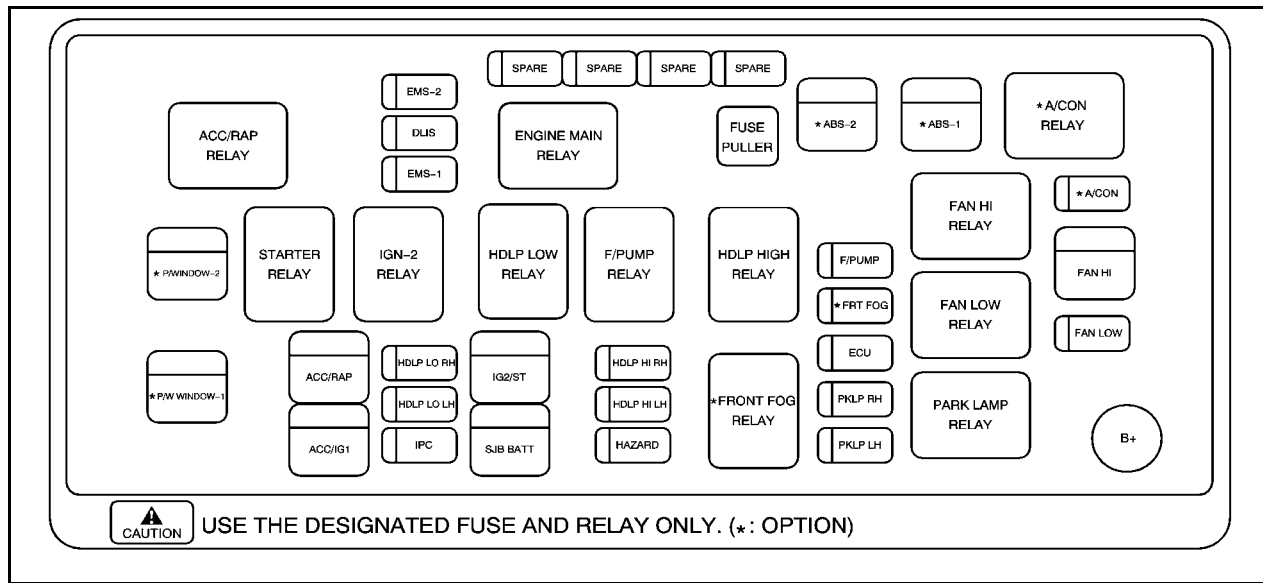 SPARE
SPARE
SPARE
SPARE
EMS-2
DLIS
EMS-1
ACC/RAP
RELAY
ENGINE MAIN
RELAY
FUSE
PULLER
* ABS-2
* ABS-1
* A/CON
RELAY
* P/WINDOW-2
STARTER
RELAY
IGN-2
RELAY
HDLP LOW
RELAY
F/PUMP
RELAY
HDLP HIGH
RELAY
FAN HI
RELAY
* A/CON
F/PUMP
* FRT FOG
ECU
PKLP RH
PKLP LH
FAN LOW
RELAY
FAN HI
FAN LOW
* P/W WINDOW-1
ACC/RAP
ACC/IG1
HDLP LO RH
HDLP LO LH
IPC
IG2/ST
SJB BATT
HDLP HI RH
HDLP HI LH
HAZARD
*FRONT FOG
RELAY
PARK LAMP
RELAY
B+
CAUTION
USE THE DESIGNATED FUSE AND RELAY ONLY. (*: OPTION)